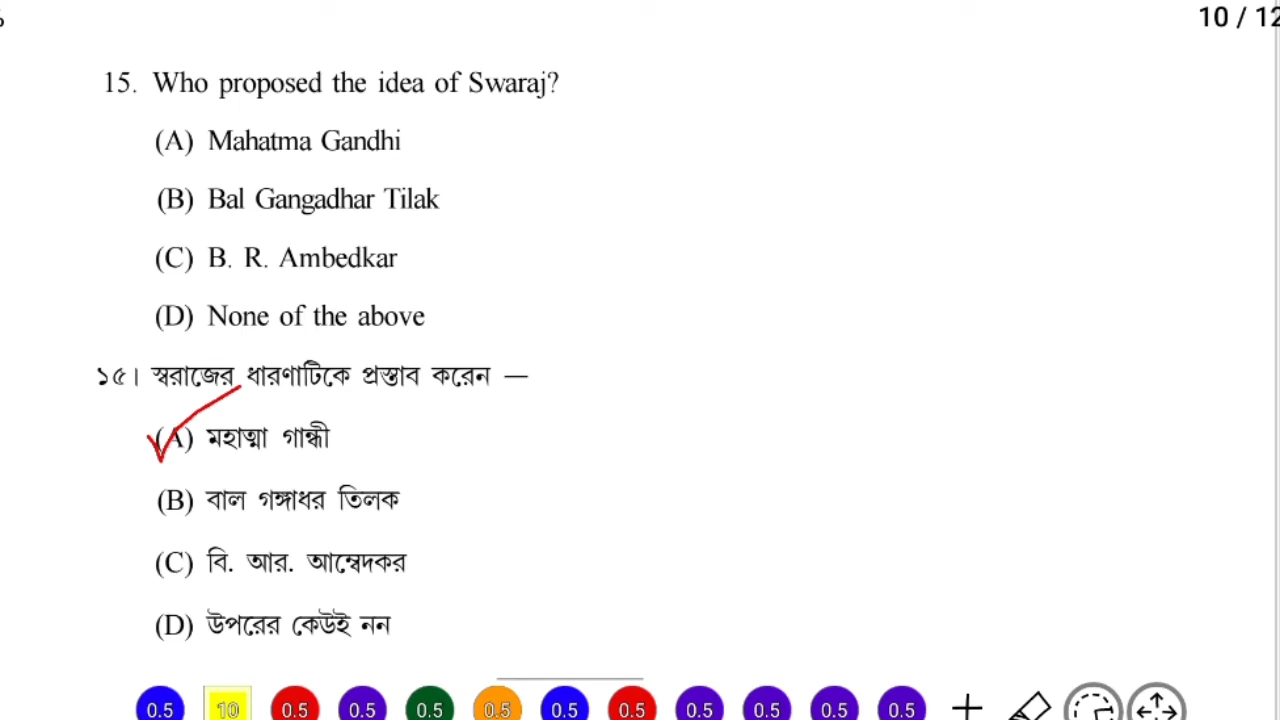 10 / 12
15. Who proposed the idea of Swaraj?
(A) Mahatma Gandhi
(B) Bal Gangadhar Tilak
(C) B. R. Ambedkar
(D) None of the above
১৫। স্বরাজের ধারণাটিকে প্রস্তাব করেন —
(A) মহাত্মা গান্ধী
(B) বাল গঙ্গাধর তিলক
(C) বি. আর. আম্বেদকর
(D) উপরের কেউই নন
0.5 10 0.5 0.5 0.5 0.5 0.5 0.5 0.5 0.5 0.5 0.5